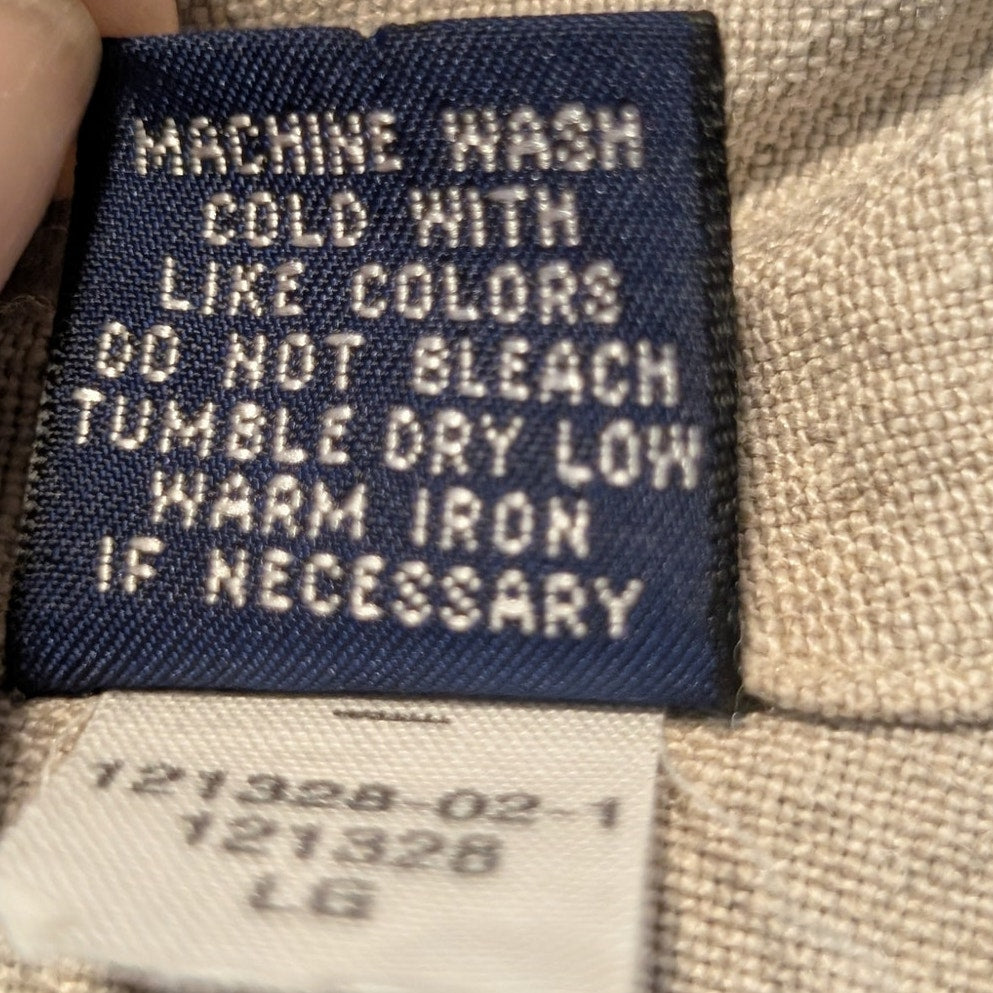 MACHINE WASH
COLD WITH
LIKE COLORS
DO NOT BLEACH
TUMBLE DRY LOW
WARM IRON
IF NECESSARY
121328-02-1
121328
LG